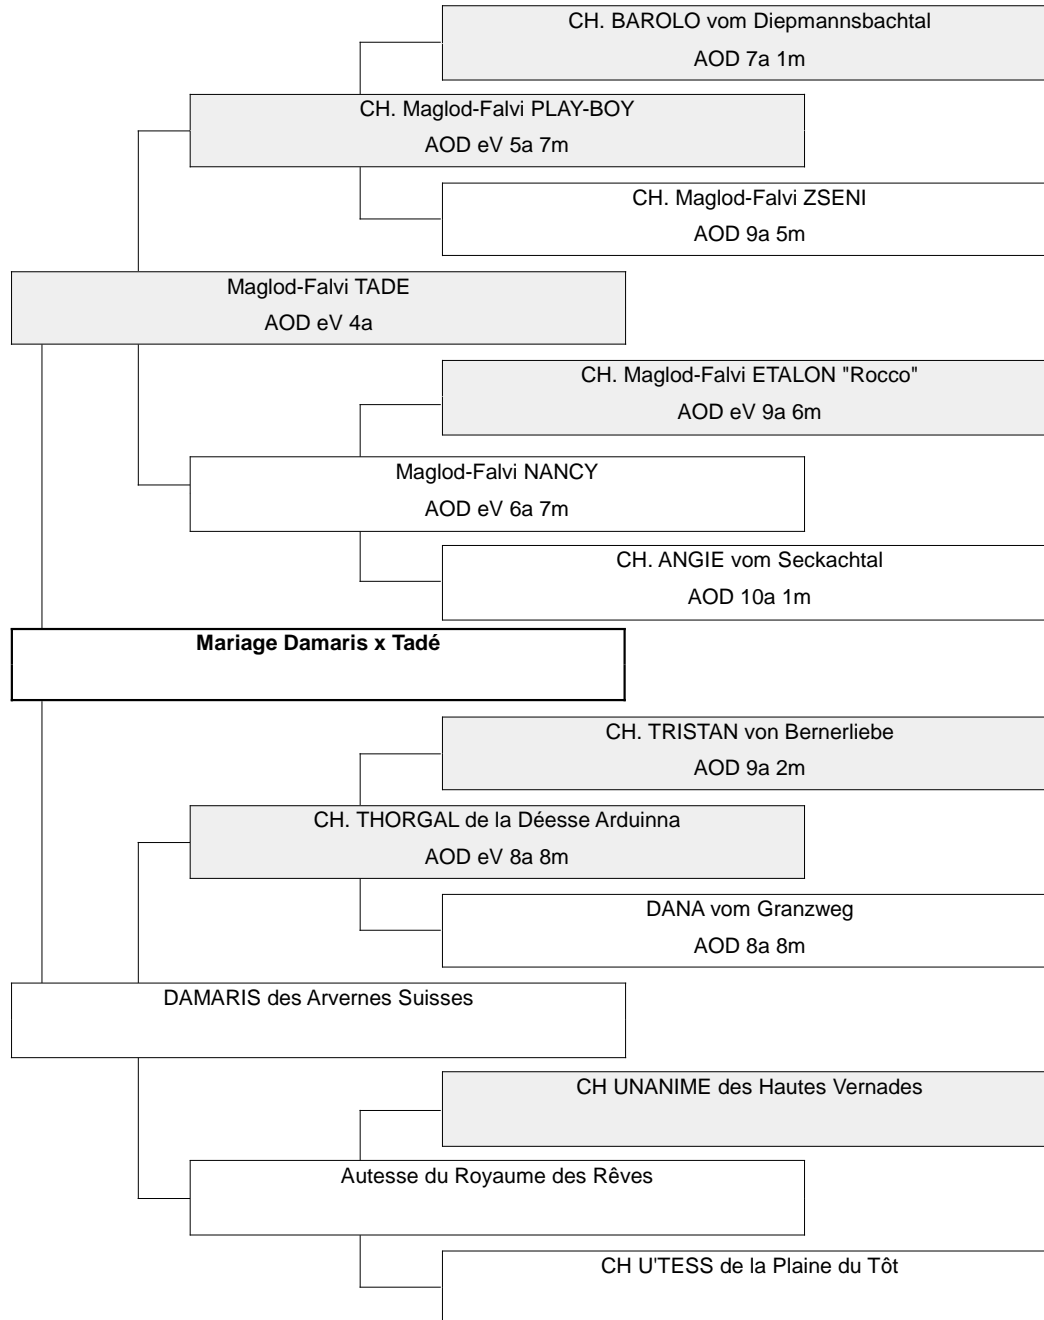 CH. BAROLO vom Diepmannsbachtal
AOD 7a 1m
CH. Maglod-Falvi PLAY-BOY
AOD eV 5a 7m
CH. Maglod-Falvi ZSENI
AOD 9a 5m
Maglod-Falvi TADE
AOD eV 4a
CH. Maglod-Falvi ETALON "Rocco"
AOD eV 9a 6m
Maglod-Falvi NANCY
AOD eV 6a 7m
CH. ANGIE vom Seckachtal
AOD 10a 1m
Mariage Damaris x Tadé
CH. TRISTAN von Bernerliebe
AOD 9a 2m
CH. THORGAL de la Déesse Arduinna
AOD eV 8a 8m
DANA vom Granzweg
AOD 8a 8m
DAMARIS des Arvernes Suisses
CH UNANIME des Hautes Vernades
Autesse du Royaume des Rêves
CH U'TESS de la Plaine du Tôt